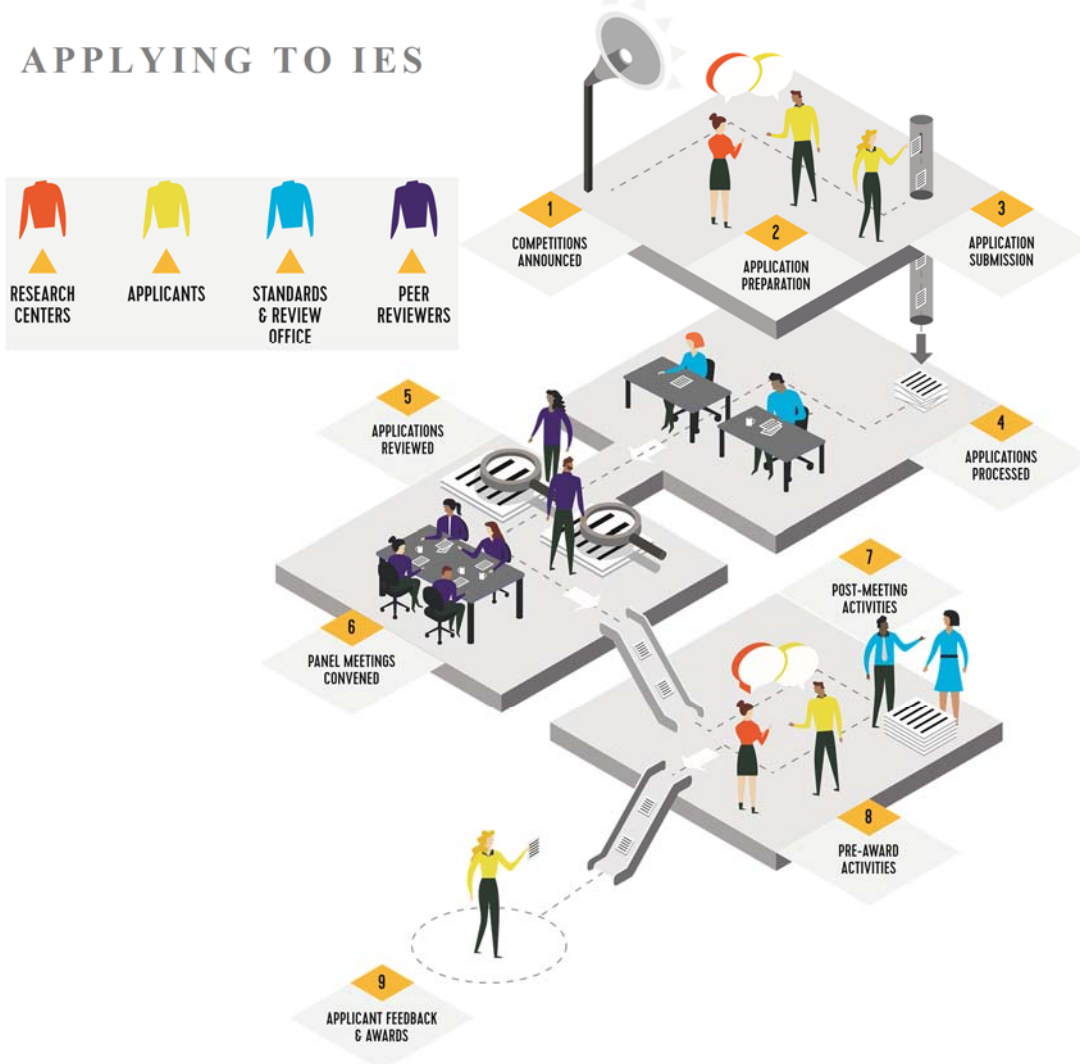 APPLYING TO IES
RESEARCH
CENTERS
APPLICANTS
STANDARDS
& REVIEW
OFFICE
PEER
REVIEWERS
1
COMPETITIONS
ANNOUNCED
2
APPLICATION
PREPARATION
3
APPLICATION
SUBMISSION
4
APPLICATIONS
PROCESSED
5
APPLICATIONS
REVIEWED
6
PANEL MEETINGS
CONVENED
7
POST-MEETING
ACTIVITIES
8
PRE-AWARD
ACTIVITIES
9
APPLICANT FEEDBACK
& AWARDS